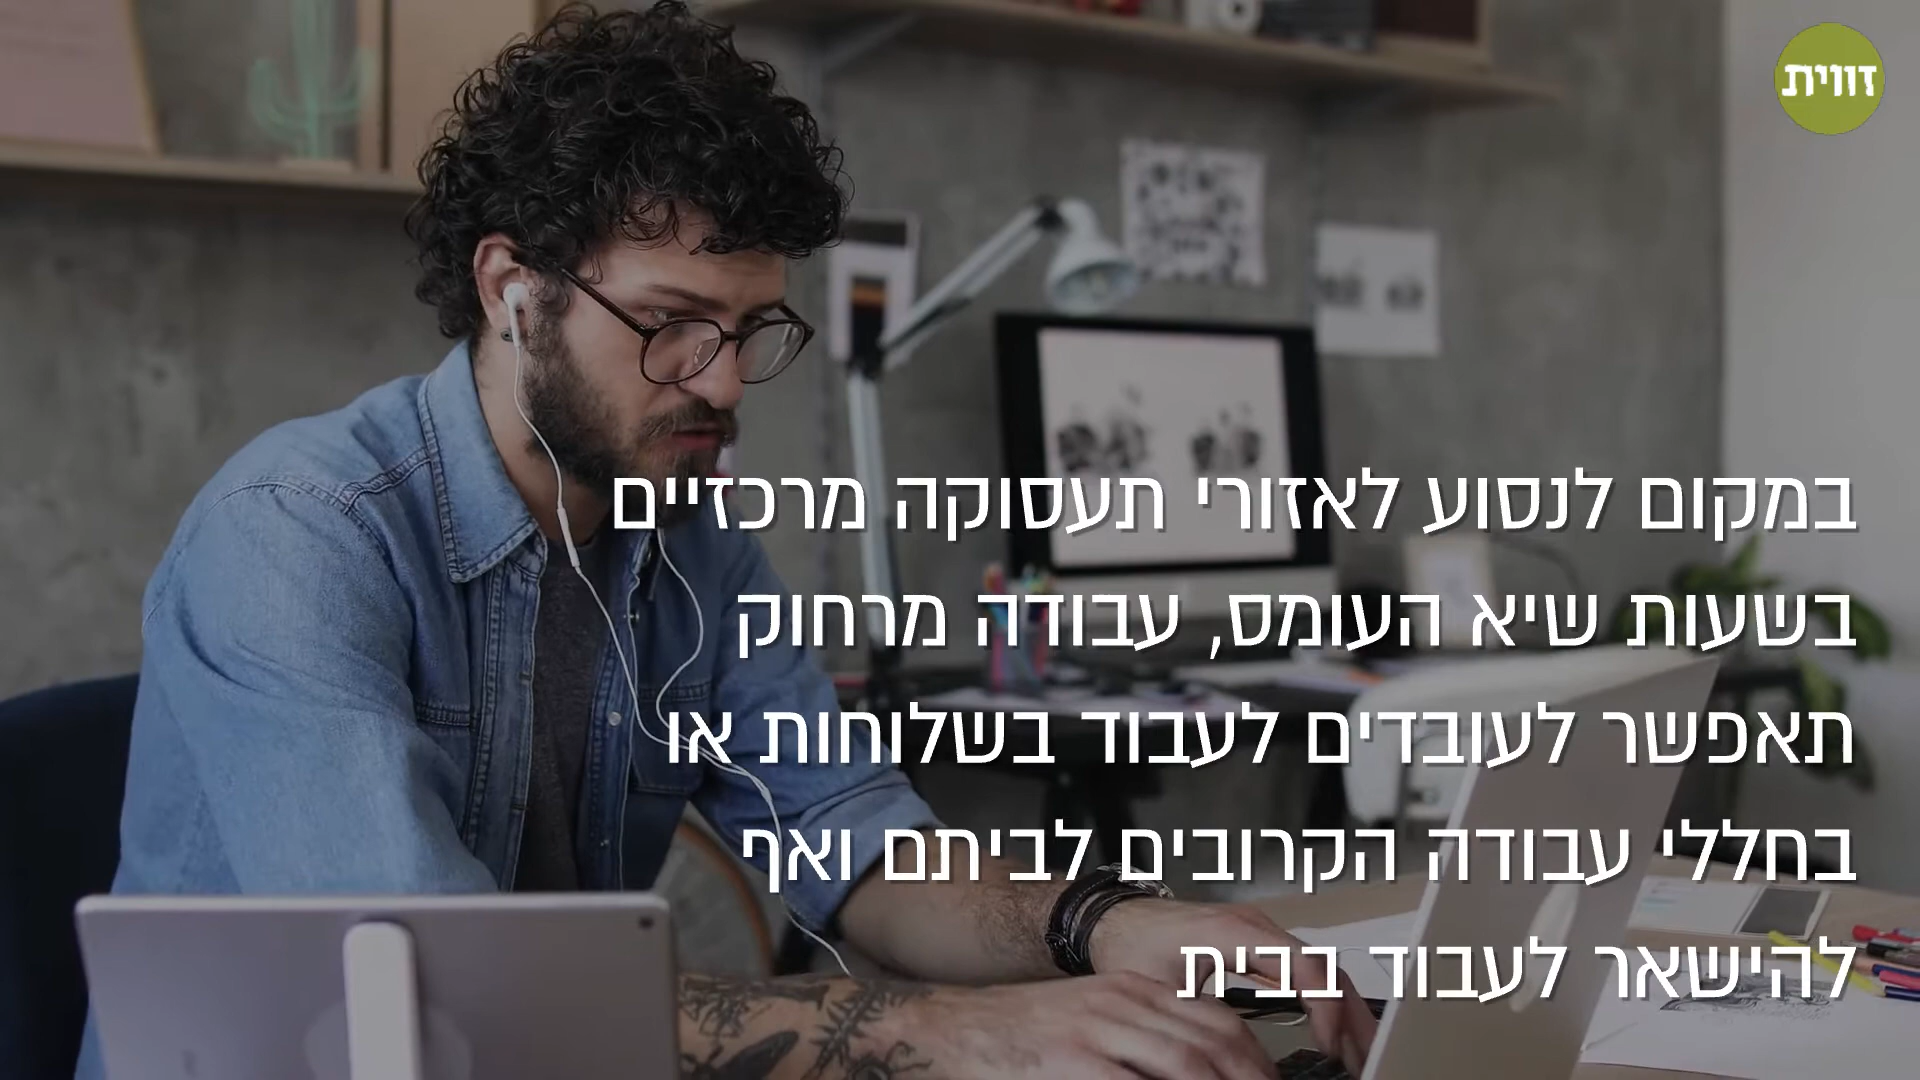 זווית
במקום לנסוע לאזורי תעסוקה מרכזיים
בשעות שיא העומס, עבודה מרחוק
תאפשר לעובדים לעבוד בשלוחות או
בחללי עבודה הקרובים לביתם ואף
להישאר לעבוד בבית